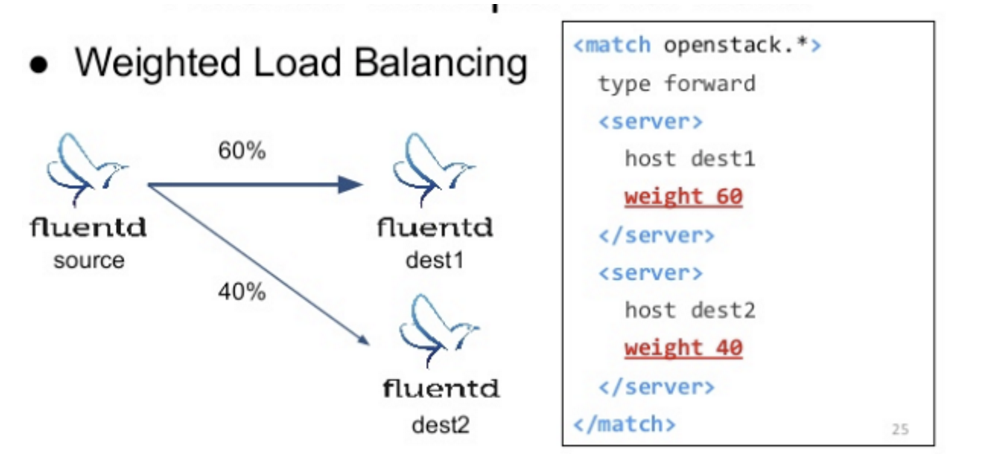 ● Weighted Load Balancing
60%
fluentd
source
fluentd
dest1
40%
fluentd
dest2
<match openstack.*>
type forward
<server>
host dest1
weight 60
</server>
<server>
host dest2
weight 40
</server>
</match>
25